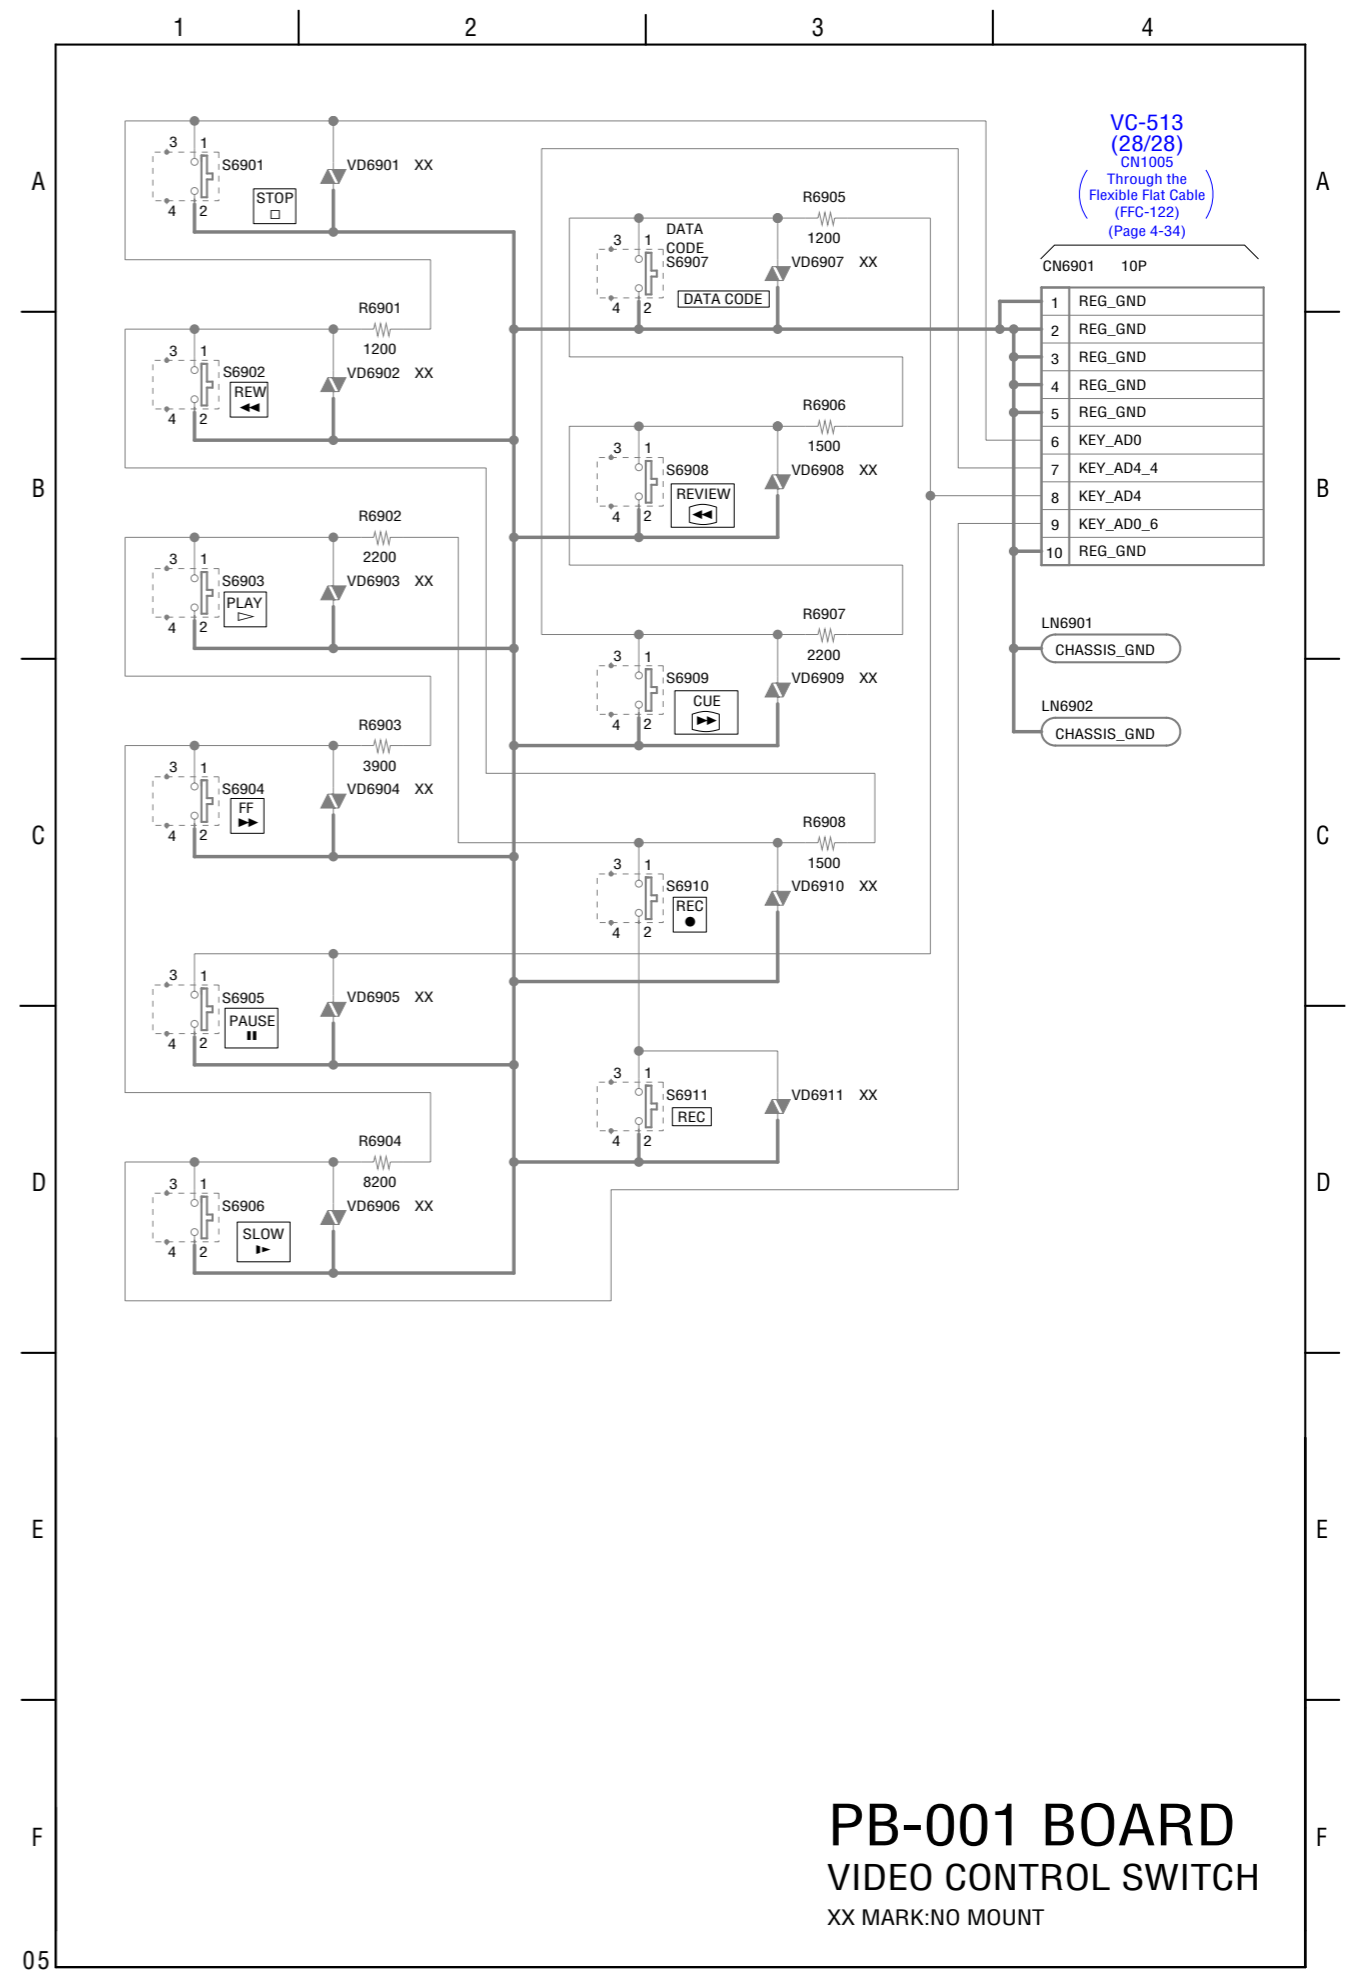 1 2 3 4
VC-513
(28/28)
CN1005
Through the
Flexible Flat Cable
(FFC-122)
(Page 4-34)
CN6901 10P
1 REG_GND
2 REG_GND
3 REG_GND
4 REG_GND
5 REG_GND
6 KEY_AD0
7 KEY_AD4_4
8 KEY_AD4
9 KEY_AD0_6
10 REG_GND
LN6901
CHASSIS_GND
LN6902
CHASSIS_GND
A A
B B
C C
D D
E E
F F
3 1
S6901
4 2
STOP
VD6901 XX
R6901
1200
3 1
S6902
REW
4 2
VD6902 XX
R6902
2200
3 1
S6903
PLAY
4 2
VD6903 XX
R6903
3900
3 1
S6904
FF
4 2
VD6904 XX
3 1
S6905
PAUSE
4 2
VD6905 XX
R6904
8200
3 1
S6906
SLOW
4 2
VD6906 XX
R6905
1200
DATA
CODE
3 1
S6907
DATA CODE
4 2
VD6907 XX
R6906
1500
3 1
S6908
REVIEW
4 2
VD6908 XX
R6907
2200
3 1
S6909
CUE
4 2
VD6909 XX
R6908
1500
3 1
S6910
REC
4 2
VD6910 XX
3 1
S6911
REC
4 2
VD6911 XX
PB-001 BOARD
VIDEO CONTROL SWITCH
XX MARK:NO MOUNT
05